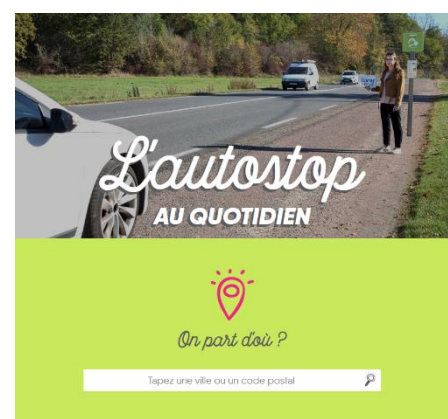 L'autostop
AU QUOTIDIEN
On part d'où ?
Tapez une ville ou un code postal